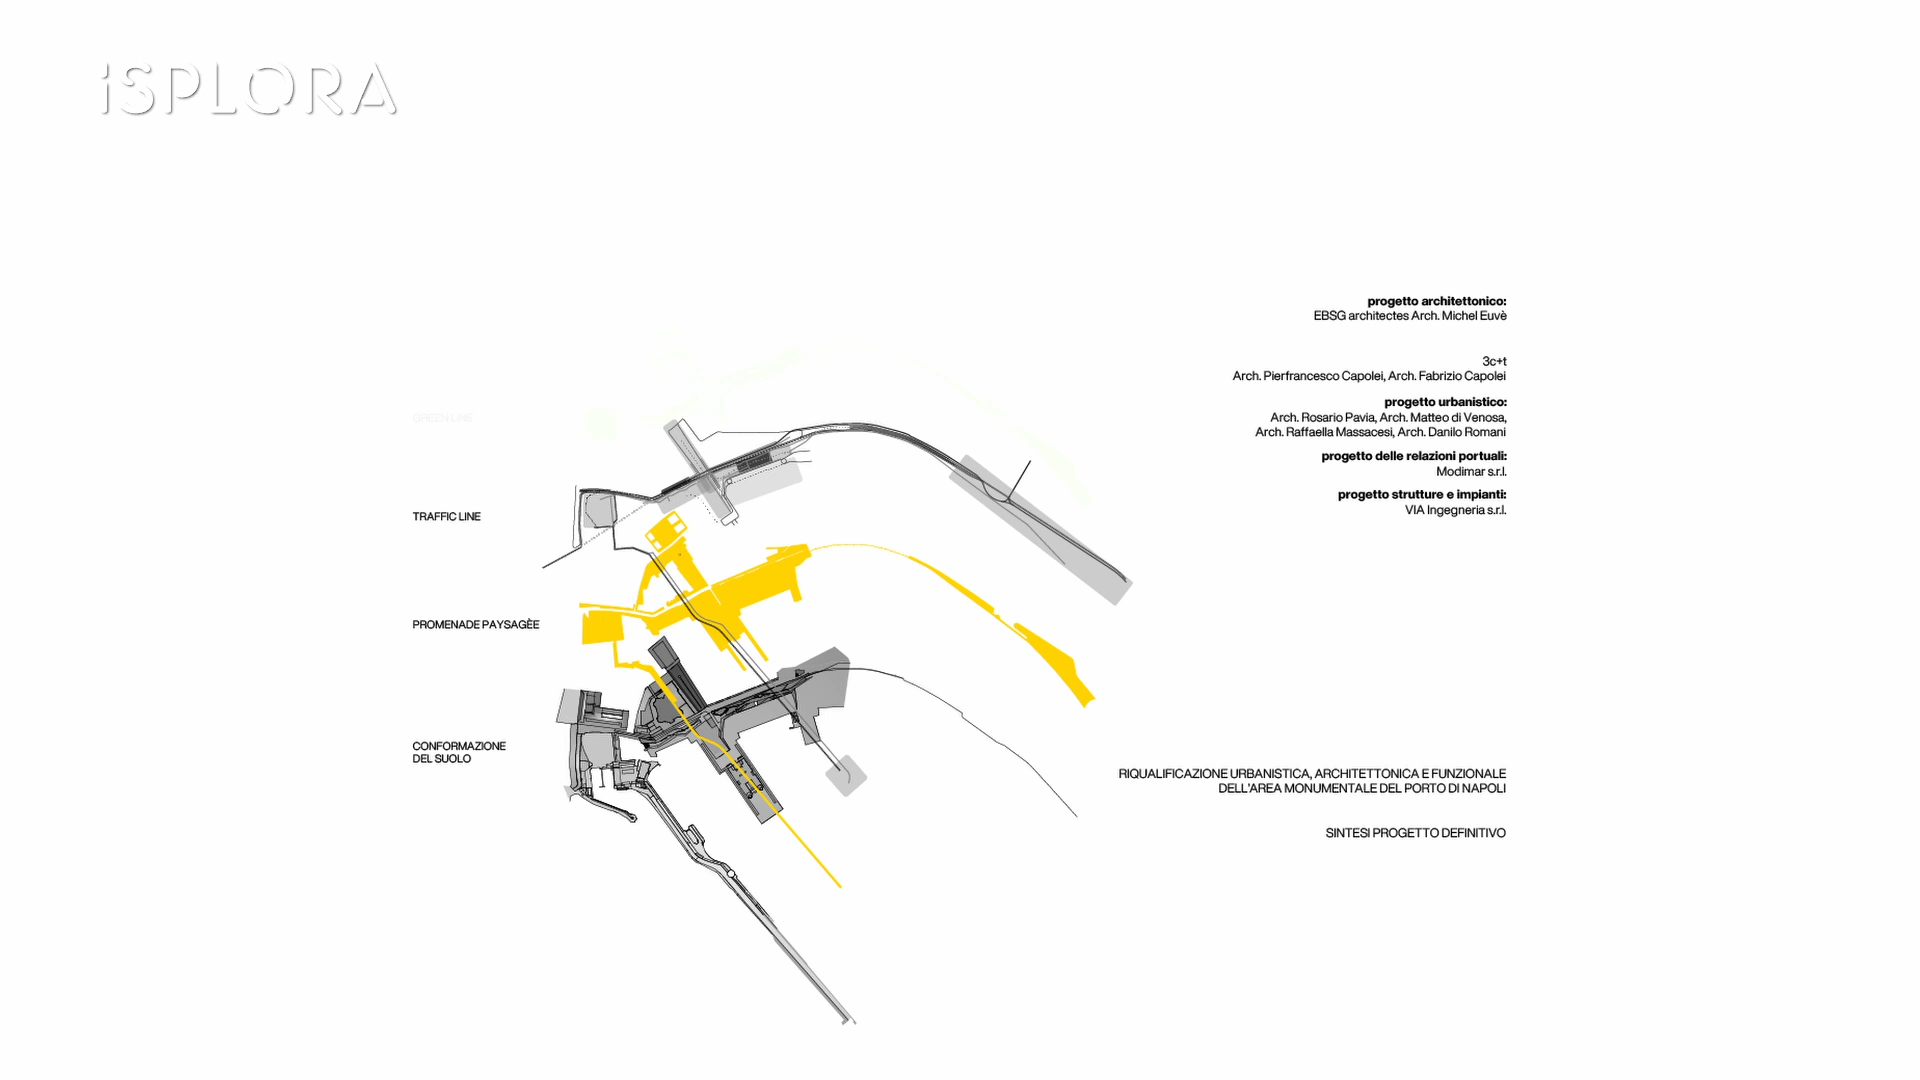 iSPLORA
progetto architettonico:
EBSG architectes Arch. Michel Euvè
3c+t
Arch. Pierfrancesco Capolei, Arch. Fabrizio Capolei
progetto urbanistico:
Arch. Rosario Pavia, Arch. Matteo di Venosa,
Arch. Raffaella Massacesi, Arch. Danilo Romani
progetto delle relazioni portuali:
Modimar s.r.l.
progetto strutture e impianti:
VIA Ingegneria s.r.l.
GREEN LINE
TRAFFIC LINE
PROMENADE PAYSAGÈE
CONFORMAZIONE
DEL SUOLO
RIQUALIFICAZIONE URBANISTICA, ARCHITETTONICA E FUNZIONALE
DELL'AREA MONUMENTALE DEL PORTO DI NAPOLI
SINTESI PROGETTO DEFINITIVO